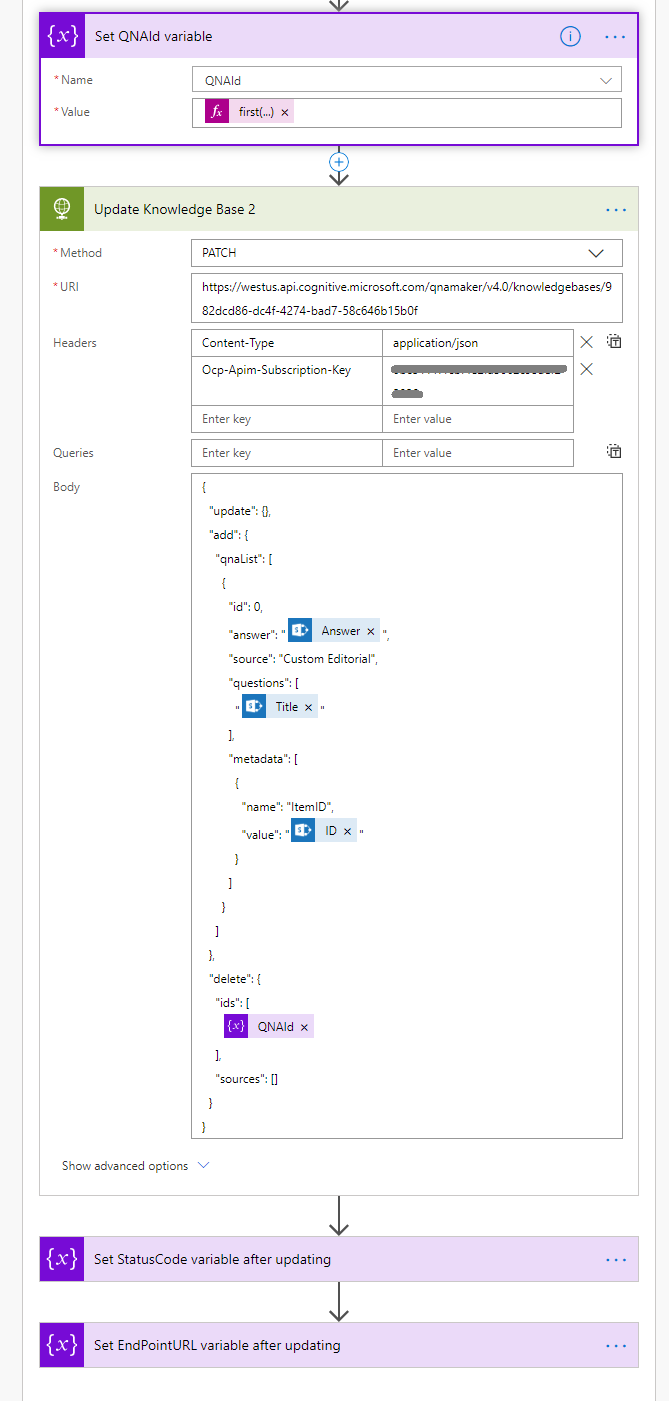 {x} Set QNAId variable
* Name QNAId
* Value fx first(...) ×
Update Knowledge Base 2
* Method PATCH
* URI https://westus.api.cognitive.microsoft.com/qnamaker/v4.0/knowledgebases/9
82dcd86-dc4f-4274-bad7-58c646b15b0f
Headers Content-Type application/json
Ocp-Apim-Subscription-Key
Enter key Enter value
Queries Enter key Enter value
Body {
"update": {},
"add": {
"qnaList": [
{
"id": 0,
"answer": " Answer × ",
"source": "Custom Editorial",
"questions": [
" Title × "
],
"metadata": [
{
"name": "ItemID",
"value": " ID × "
}
]
}
]
},
"delete": {
"ids": [
{x} QNAId ×
],
"sources": []
}
}
Show advanced options
{x} Set StatusCode variable after updating
{x} Set EndPointURL variable after updating